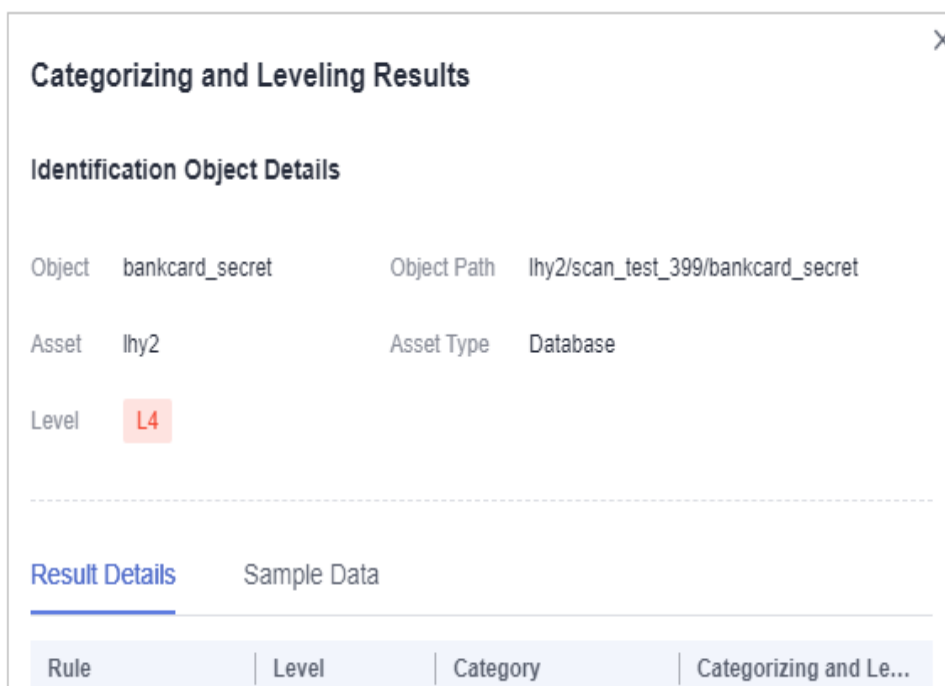 Categorizing and Leveling Results
Identification Object Details
Object bankcard_secret Object Path lhy2/scan_test_399/bankcard_secret
Asset lhy2 Asset Type Database
Level L4
Result Details Sample Data
Rule Level Category Categorizing and Le...